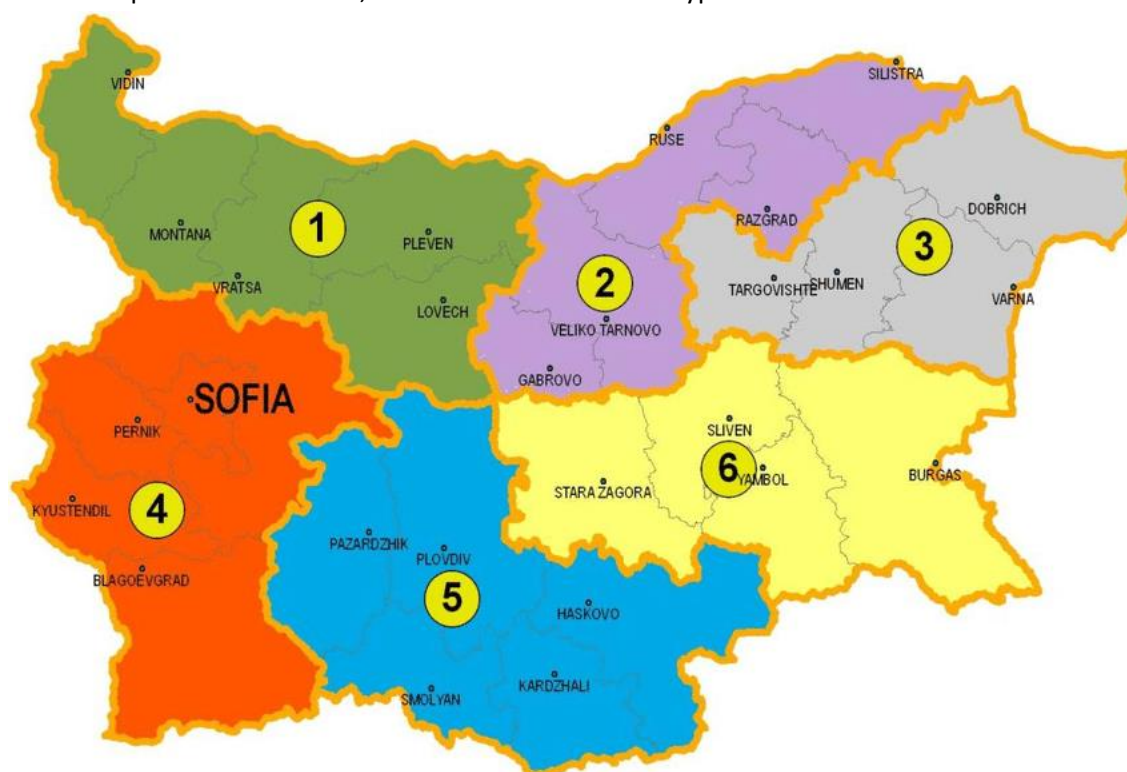 VIDIN
SILISTRA
RUSE
DOBRICH
RAZGRAD
MONTANA
1
PLEVEN
3
2
TARGOVISHTE
SHUMEN
VRATSA
LOVECH
VARNA
VELIKO TARNOVO
GABROVO
SOFIA
PERNIK
SLIVEN
6
YAMBOL
BURGAS
STARA ZAGORA
KYUSTENDIL
4
PAZARDZHIK
PLOVDIV
BLAGOEVGRAD
5
HASKOVO
SMOLYAN
KARDZHALI